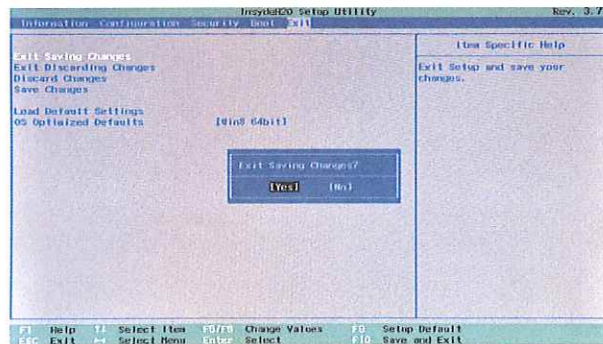 InsydeH20 Setup Utility Rev. 3.7
Information Configuration Security Boot Exit
Item Specific Help
Exit Saving Changes
Exit Discarding Changes
Discard Changes
Save Changes
Load Default Settings
OS Optimized Defaults [Win8 64bit]
Exit Setup and save your
changes.
Exit Saving Changes?
[Yes] [No]
F1 Help ↑↓ Select Item F5/F6 Change Values F9 Setup Default
ESC Exit ↔ Select Menu Enter Select F10 Save and Exit